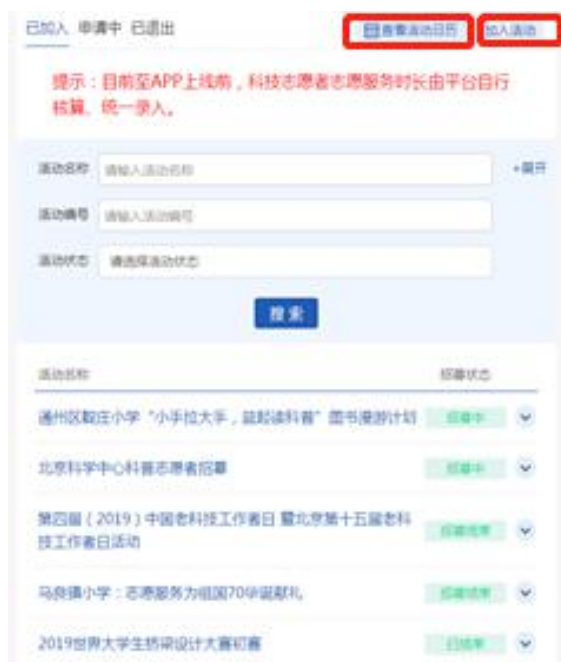 已加入 申请中 已退出 查看活动日历 加入活动
提示：目前至APP上线前，科技志愿者志愿服务时长由平台自行
核算、统一录入。
活动名称 请输入活动名称 +展开
活动编号 请输入活动编号
活动状态 请选择活动状态
搜索
活动名称 招募状态
通州区 庄小学“小手拉大手， 起读科普”图书漫游计划 招募中
北京科学中心科普志愿者招募 招募中
第四届（2019）中国老科技工作者日暨北京第十五届老科 招募结束
技工作者日活动
马良镇小学：志愿服务为祖国70华诞献礼 招募结束
2019世界大学生桥梁设计大赛初赛 已结束